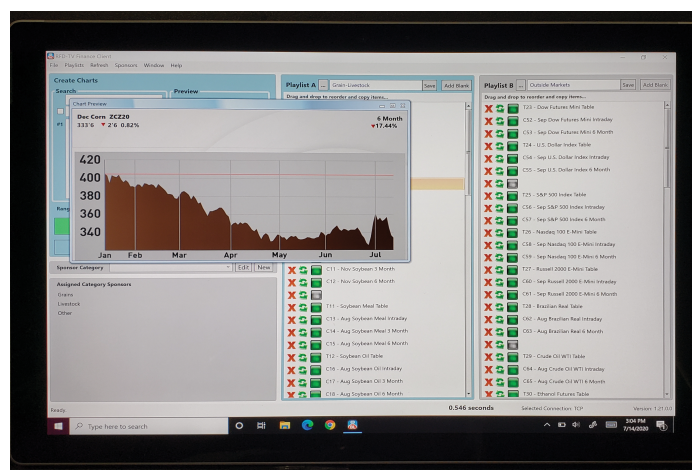 RFD-TV Finance Client
File Playlists Refresh Sponsors Window Help
Create Charts
Search
Preview
Chart Preview
Dec Corn ZCZ20
333'6 ▼ 2'6 0.82%
6 Month
▼17.44%
420
400
380
360
340
Jan Feb Mar Apr May Jun Jul
Sponsor Category Edit New
Assigned Category Sponsors
Grains
Livestock
Other
Playlist A ... Grain-Livestock Save Add Blank
Drag and drop to reorder and copy items...
C11 - Nov Soybean 3 Month
C12 - Nov Soybean 6 Month
T11 - Soybean Meal Table
C13 - Aug Soybean Meal Intraday
C14 - Aug Soybean Meal 3 Month
C15 - Aug Soybean Meal 6 Month
T12 - Soybean Oil Table
C16 - Aug Soybean Oil Intraday
C17 - Aug Soybean Oil 3 Month
C18 - Aug Soybean Oil 6 Month
Playlist B ... Outside Markets Save Add Blank
Drag and drop to reorder and copy items...
T23 - Dow Futures Mini Table
C52 - Sep Dow Futures Mini Intraday
C53 - Sep Dow Futures Mini 6 Month
T24 - U.S. Dollar Index Table
C54 - Sep U.S. Dollar Index Intraday
C55 - Sep U.S. Dollar Index 6 Month
T25 - S&P 500 Index Table
C56 - Sep S&P 500 Index Intraday
C57 - Sep S&P 500 Index 6 Month
T26 - Nasdaq 100 E-Mini Table
C58 - Sep Nasdaq 100 E-Mini Intraday
C59 - Sep Nasdaq 100 E-Mini 6 Month
T27 - Russell 2000 E-Mini Table
C60 - Sep Russell 2000 E-Mini Intraday
C61 - Sep Russell 2000 E-Mini 6 Month
T28 - Brazilian Real Table
C62 - Aug Brazilian Real Intraday
C63 - Aug Brazilian Real 6 Month
T29 - Crude Oil WTI Table
C64 - Aug Crude Oil WTI Intraday
C65 - Aug Crude Oil WTI 6 Month
T30 - Ethanol Futures Table
Ready 0.546 seconds Selected Connection: TCP Version: 1.21.0.0
Type here to search
3:04 PM
7/14/2020